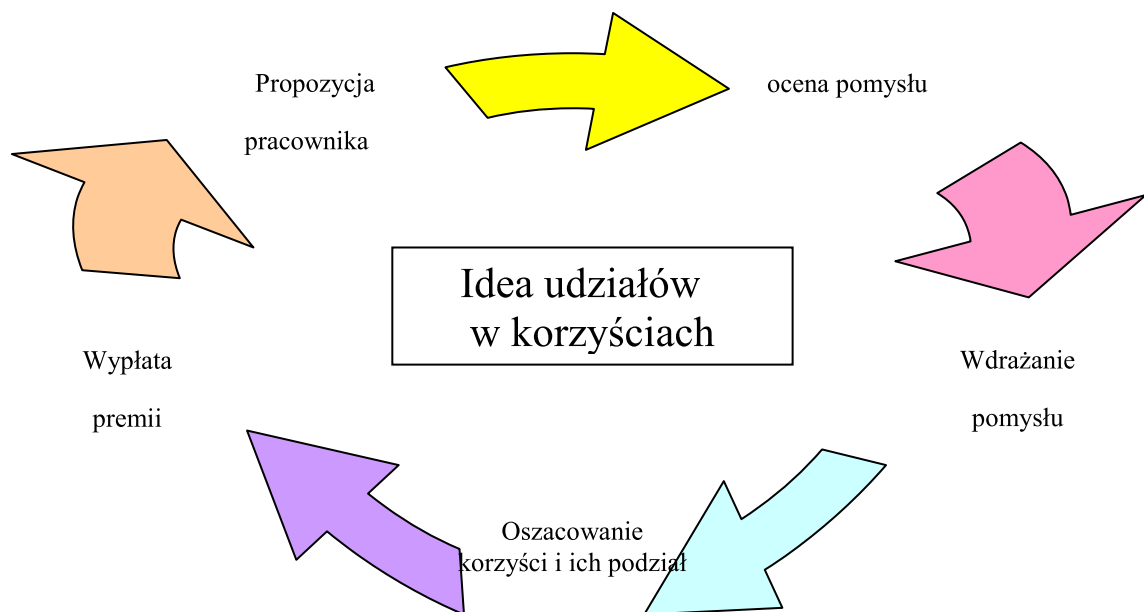 Propozycja
pracownika
ocena pomysłu
Idea udziałów
w korzyściach
Wypłata
premii
Wdrażanie
pomysłu
Oszacowanie
korzyści i ich podział